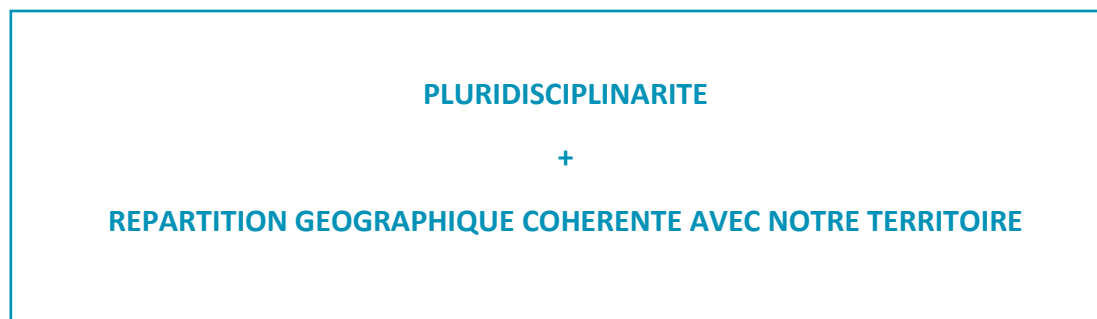 PLURIDISCIPLINARITE
+
REPARTITION GEOGRAPHIQUE COHERENTE AVEC NOTRE TERRITOIRE